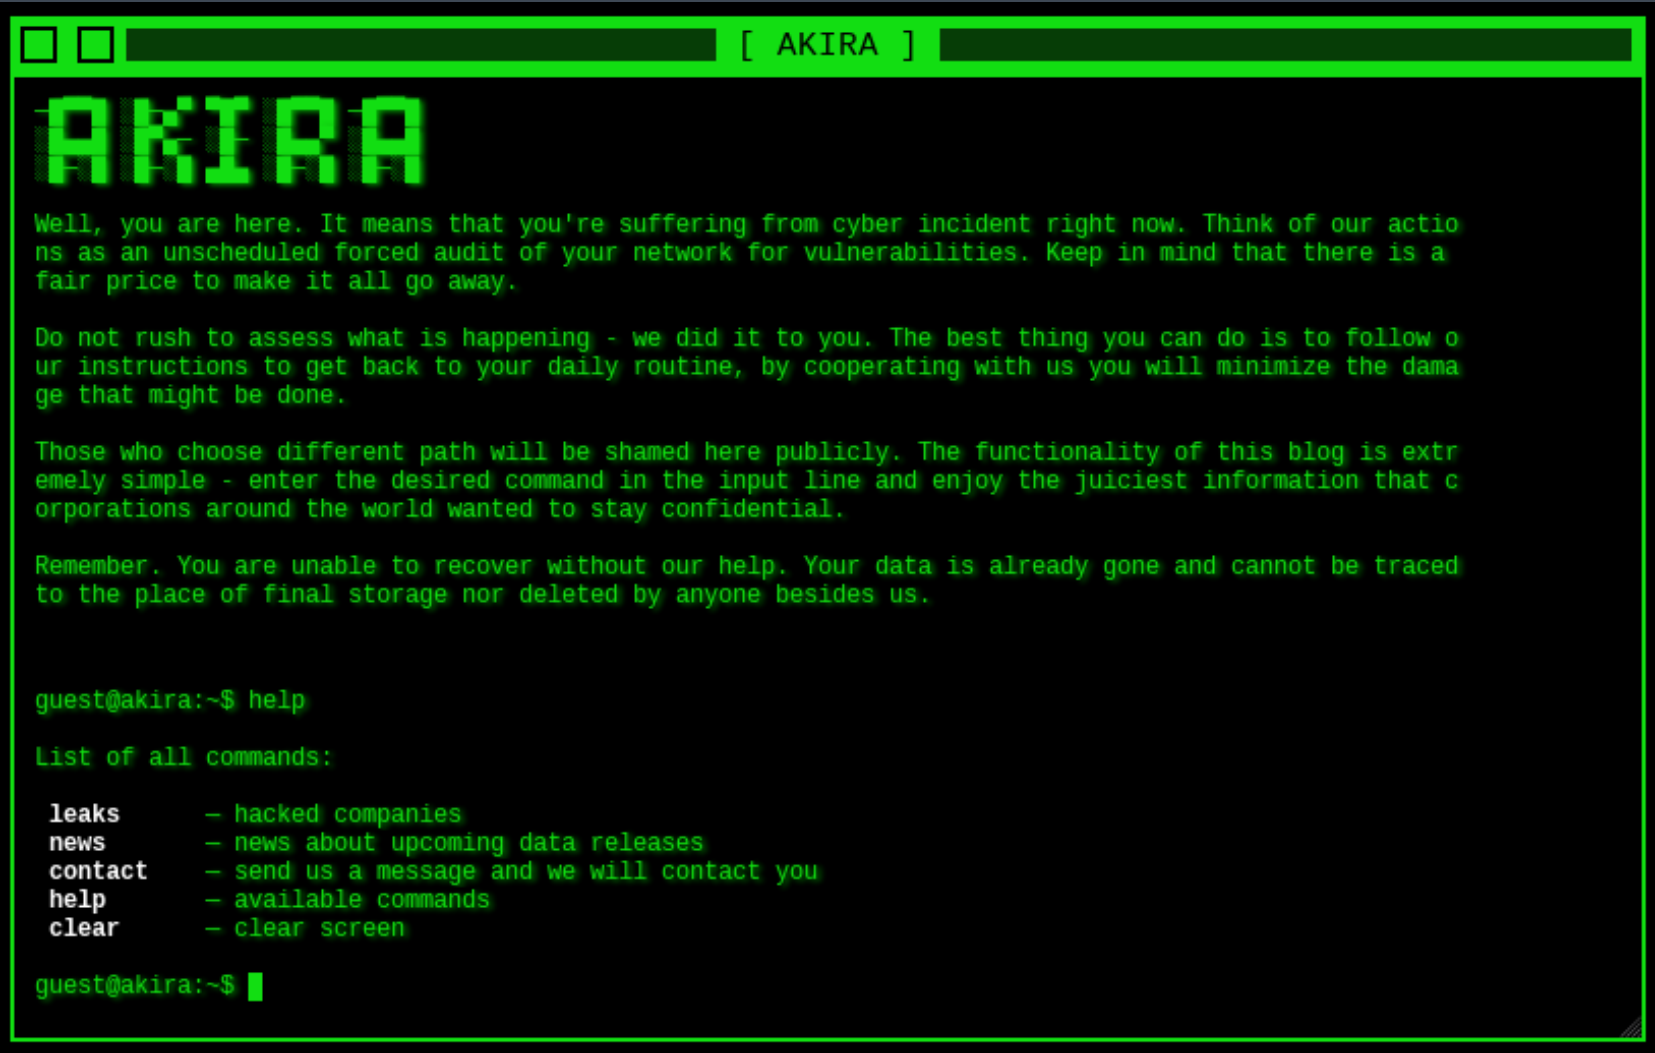 [ AKIRA ]
AKIRA
Well, you are here. It means that you're suffering from cyber incident right now. Think of our actio
ns as an unscheduled forced audit of your network for vulnerabilities. Keep in mind that there is a
fair price to make it all go away.
Do not rush to assess what is happening - we did it to you. The best thing you can do is to follow o
ur instructions to get back to your daily routine, by cooperating with us you will minimize the dama
ge that might be done.
Those who choose different path will be shamed here publicly. The functionality of this blog is extr
emely simple - enter the desired command in the input line and enjoy the juiciest information that c
orporations around the world wanted to stay confidential.
Remember. You are unable to recover without our help. Your data is already gone and cannot be traced
to the place of final storage nor deleted by anyone besides us.
guest@akira:~$ help
List of all commands:
leaks — hacked companies
news — news about upcoming data releases
contact — send us a message and we will contact you
help — available commands
clear — clear screen
guest@akira:~$